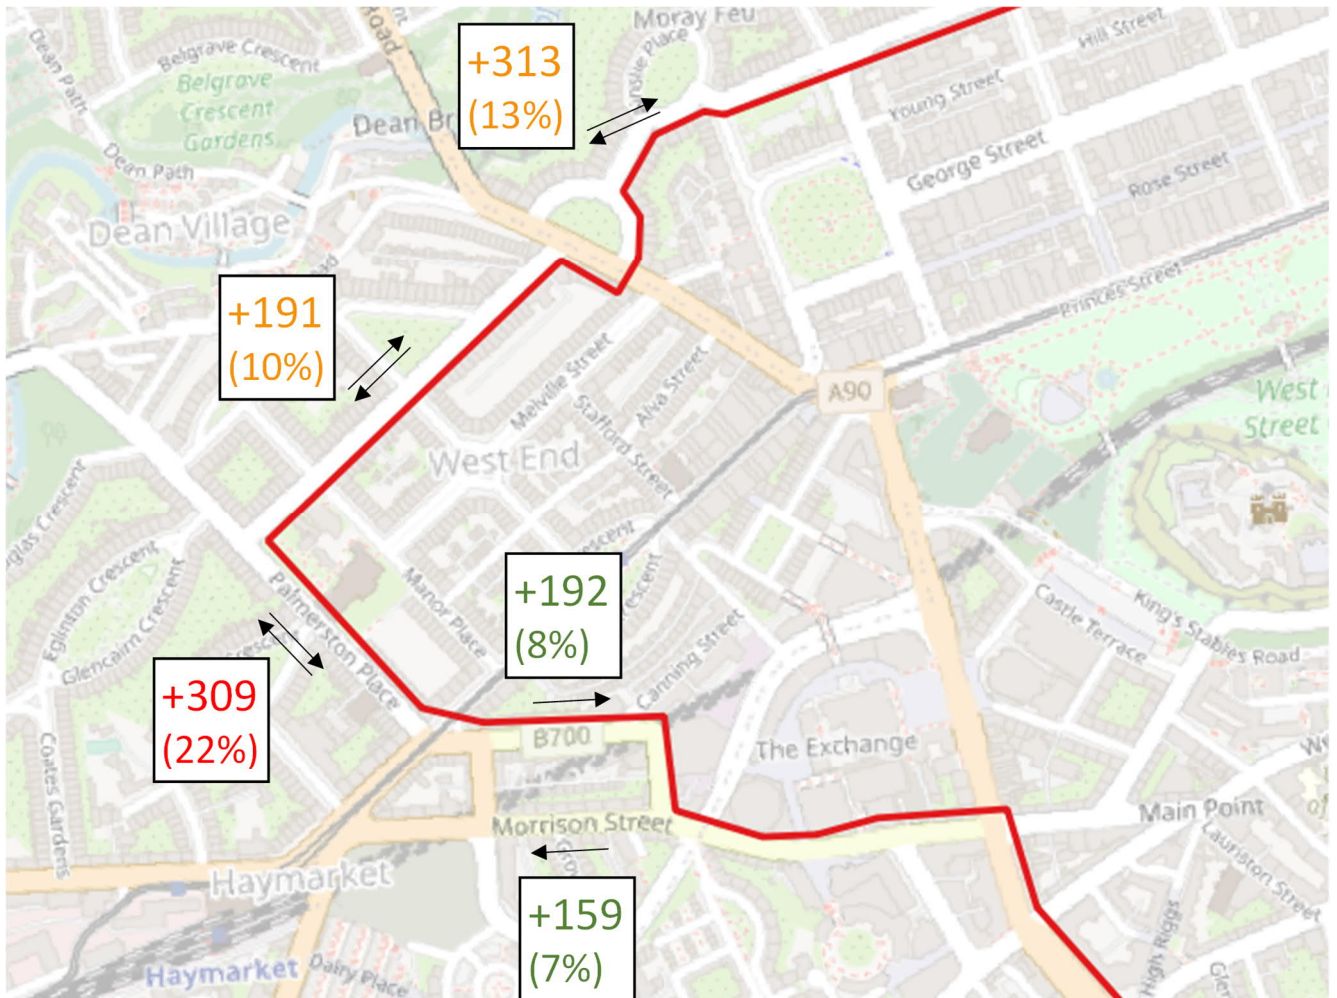 Moray Feu
Hill Street
Road
Dean Path
Belgrave Crescent
Belgrave
Crescent
Gardens
+313
(13%)
Place
Young Street
Dean Br
George Street
Dean Path
Rose Street
Dean Village
Princes Street
+191
(10%)
Melville Street
Alva Street
Stafford Street
A90
West
Street
West End
Eglinton Crescent
Glencairn Crescent
Palmerston Place
Manor Place
+192
(8%)
Canning Street
Castle Terrace
King's Stables Road
+309
(22%)
B700
The Exchange
Coates Gardens
Morrison Street
Main Point
Lauriston Street
Haymarket
+159
(7%)
High Riggs
Haymarket
Dalry Place